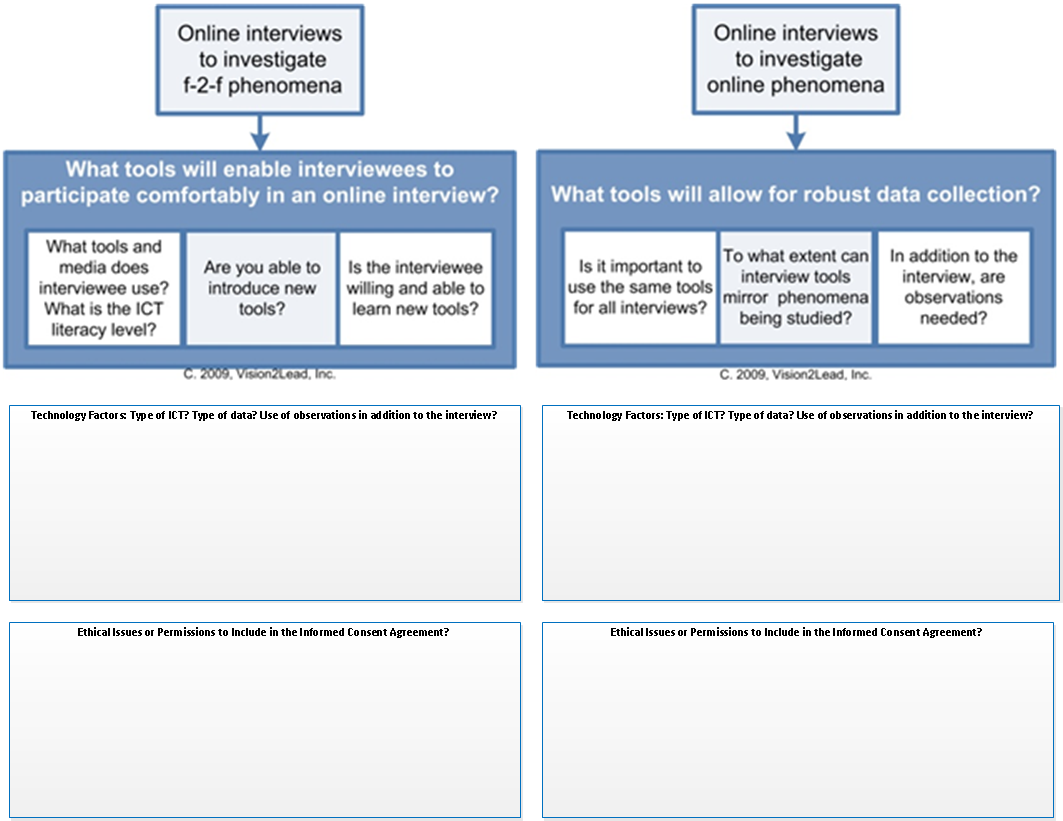 Online interviews
to investigate
f-2-f phenomena
What tools will enable interviewees to
participate comfortably in an online interview?
What tools and
media does
interviewee use?
What is the ICT
literacy level?
Are you able to
introduce new
tools?
Is the interviewee
willing and able to
learn new tools?
C. 2009, Vision2Lead, Inc.
Online interviews
to investigate
online phenomena
What tools will allow for robust data collection?
Is it important to
use the same tools
for all interviews?
To what extent can
interview tools
mirror phenomena
being studied?
In addition to the
interview, are
observations
needed?
C. 2009, Vision2Lead, Inc.
Technology Factors: Type of ICT? Type of data? Use of observations in addition to the interview?
Technology Factors: Type of ICT? Type of data? Use of observations in addition to the interview?
Ethical Issues or Permissions to Include in the Informed Consent Agreement?
Ethical Issues or Permissions to Include in the Informed Consent Agreement?